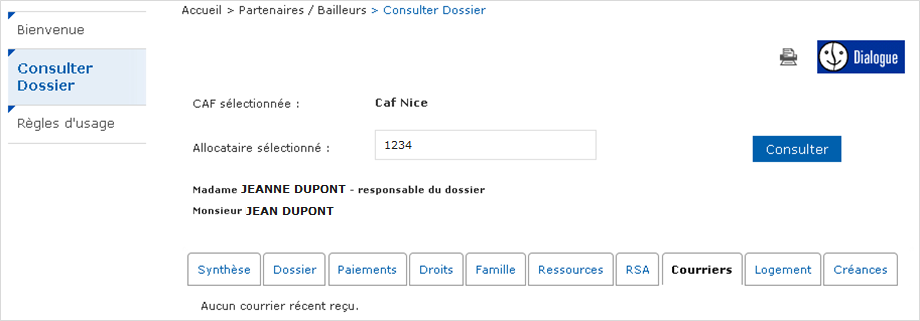 Accueil > Partenaires / Bailleurs > Consulter Dossier
Bienvenue
Consulter
Dossier
Règles d'usage
Dialogue
CAF sélectionnée : Caf Nice
Allocataire sélectionné : 1234 Consulter
Madame JEANNE DUPONT - responsable du dossier
Monsieur JEAN DUPONT
Synthèse Dossier Paiements Droits Famille Ressources RSA Courriers Logement Créances
Aucun courrier récent reçu.